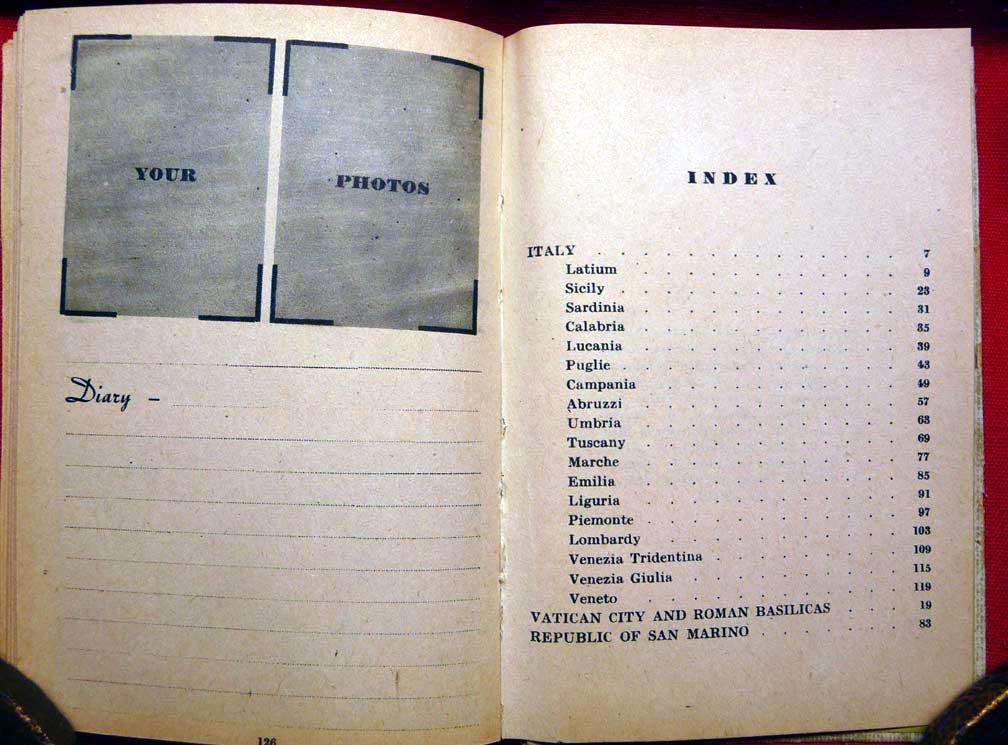 YOUR PHOTOS
Diary –
126
INDEX
ITALY . . . . . . . . . . . . 7
Latium . . . . . . . . . . . 9
Sicily . . . . . . . . . . . . 23
Sardinia . . . . . . . . . . . 31
Calabria . . . . . . . . . . . 35
Lucania . . . . . . . . . . . 39
Puglie . . . . . . . . . . . . 43
Campania . . . . . . . . . . . 49
Abruzzi . . . . . . . . . . . 57
Umbria . . . . . . . . . . . 63
Tuscany . . . . . . . . . . . 69
Marche . . . . . . . . . . . 77
Emilia . . . . . . . . . . . 85
Liguria . . . . . . . . . . . 91
Piemonte . . . . . . . . . . . 97
Lombardy . . . . . . . . . . . 103
Venezia Tridentina . . . . . . . . 109
Venezia Giulia . . . . . . . . . 115
Veneto . . . . . . . . . . . 119
VATICAN CITY AND ROMAN BASILICAS . . . 19
REPUBLIC OF SAN MARINO . . . . . . 83